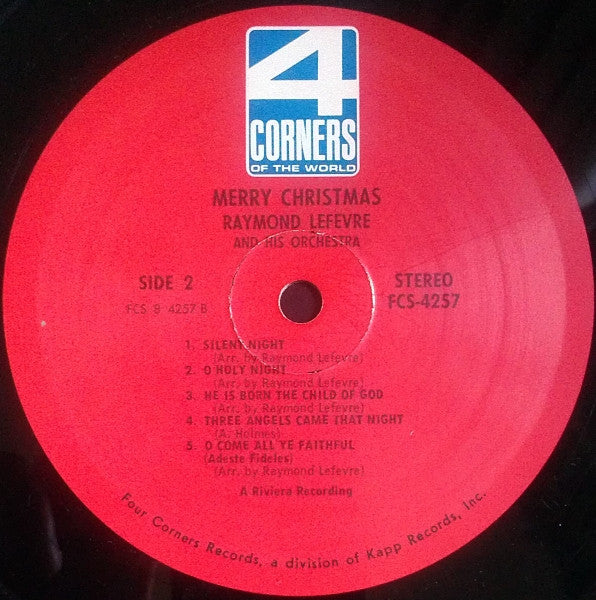 4
CORNERS
OF THE WORLD
MERRY CHRISTMAS
RAYMOND LEFEVRE
AND HIS ORCHESTRA
SIDE 2
STEREO
FCS 9 4257 B
FCS-4257
1. SILENT NIGHT
(Arr. by Raymond Lefevre)
2. O HOLY NIGHT
(Arr. by Raymond Lefevre)
3. HE IS BORN THE CHILD OF GOD
(Arr. by Raymond Lefevre)
4. THREE ANGELS CAME THAT NIGHT
(A. Holmes)
5. O COME ALL YE FAITHFUL
(Adeste Fideles)
(Arr. by Raymond Lefevre)
A Riviera Recording
Four Corners Records, a division of Kapp Records, Inc.